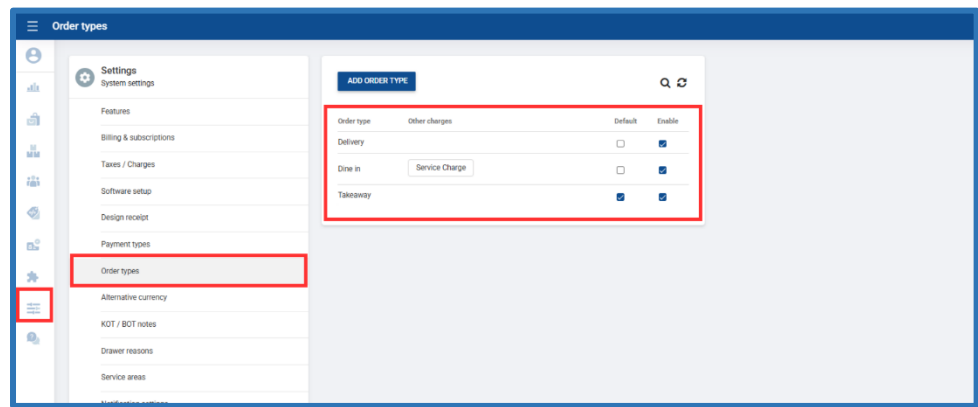 Order types
Settings
System settings
Features
Billing & subscriptions
Taxes / Charges
Software setup
Design receipt
Payment types
Order types
Alternative currency
KOT / BOT notes
Drawer reasons
Service areas
Notification settings
ADD ORDER TYPE
Order type Other charges Default Enable
Delivery
Dine in Service Charge
Takeaway